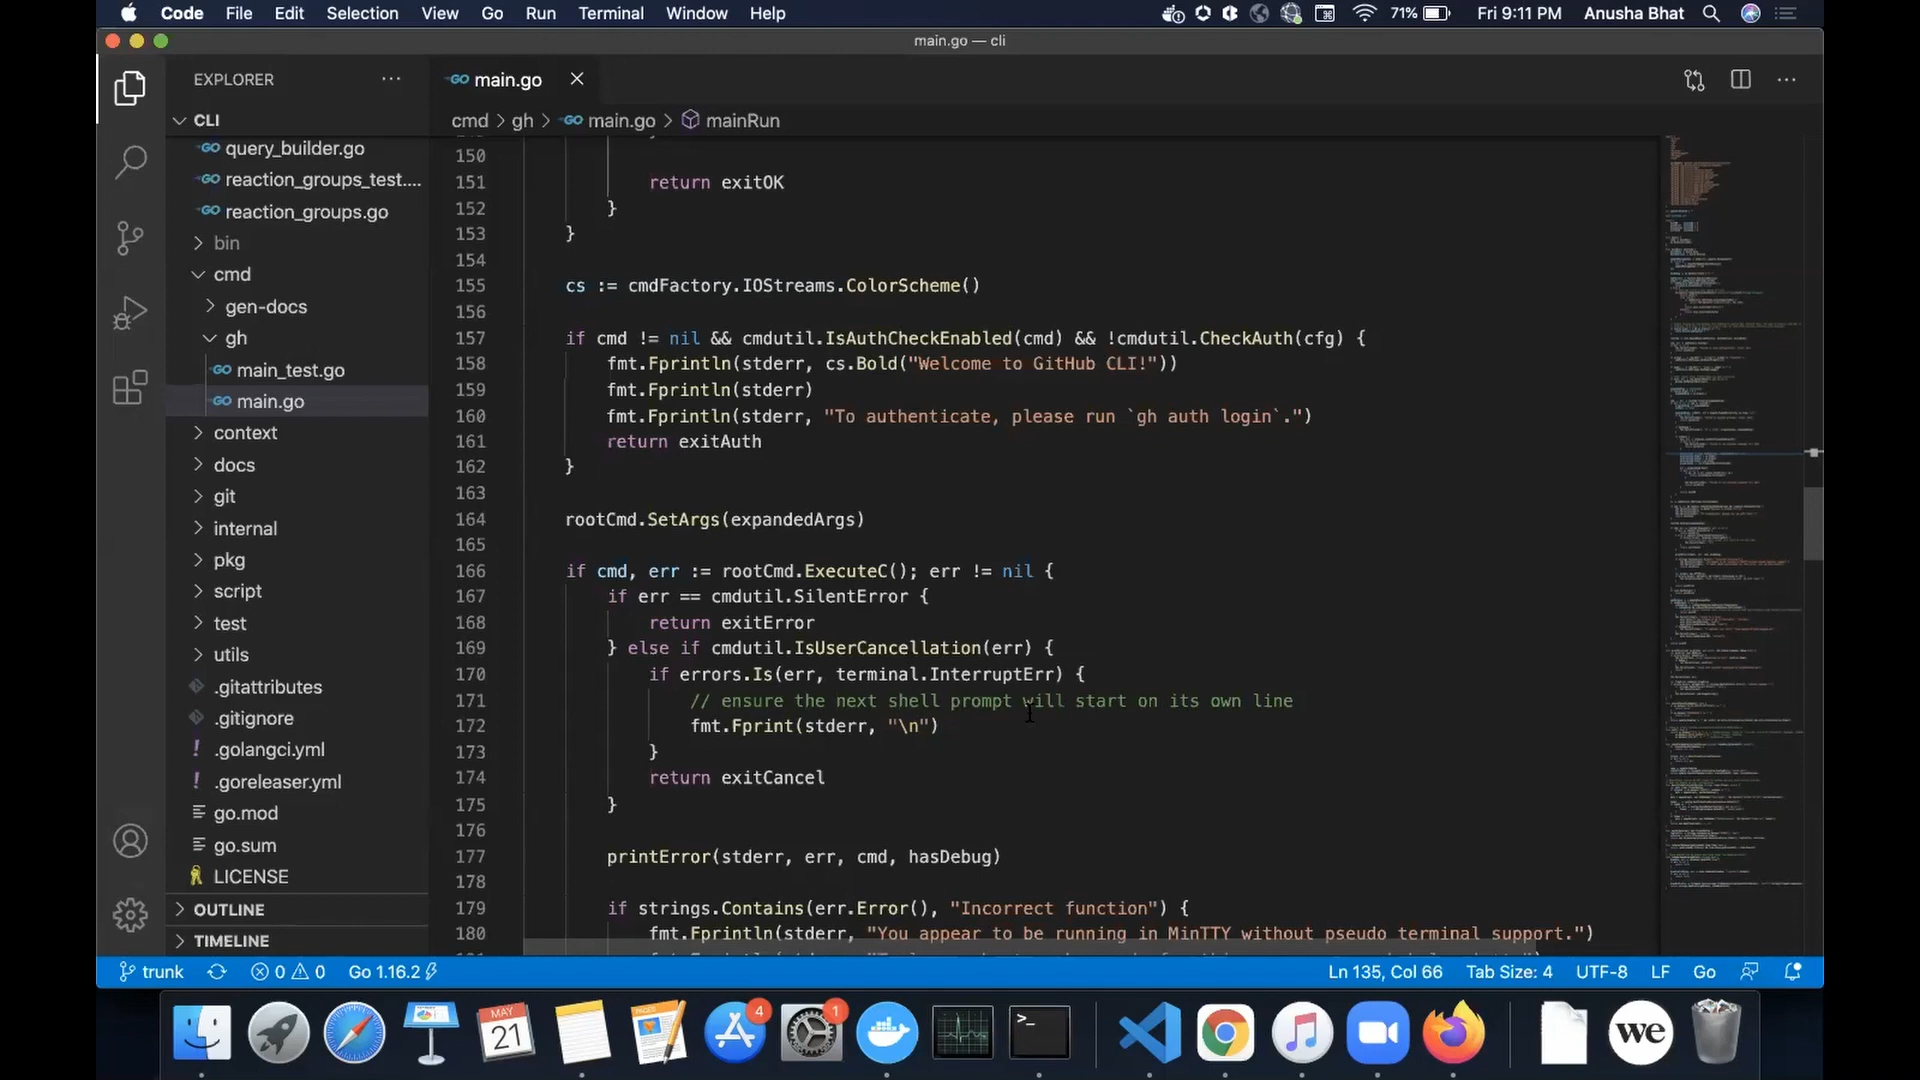 Code File Edit Selection View Go Run Terminal Window Help 71% Fri 9:11 PM Anusha Bhat
main.go — cli
EXPLORER
main.go
CLI
cmd > gh > main.go > mainRun
query_builder.go
reaction_groups_test....
reaction_groups.go
bin
cmd
gen-docs
gh
main_test.go
main.go
context
docs
git
internal
pkg
script
test
utils
.gitattributes
.gitignore
.golangci.yml
.goreleaser.yml
go.mod
go.sum
LICENSE
OUTLINE
TIMELINE
150
151 return exitOK
152 }
153 }
154
155 cs := cmdFactory.IOStreams.ColorScheme()
156
157 if cmd != nil && cmdutil.IsAuthCheckEnabled(cmd) && !cmdutil.CheckAuth(cfg) {
158 fmt.Fprintln(stderr, cs.Bold("Welcome to GitHub CLI!"))
159 fmt.Fprintln(stderr)
160 fmt.Fprintln(stderr, "To authenticate, please run `gh auth login`.")
161 return exitAuth
162 }
163
164 rootCmd.SetArgs(expandedArgs)
165
166 if cmd, err := rootCmd.ExecuteC(); err != nil {
167 if err == cmdutil.SilentError {
168 return exitError
169 } else if cmdutil.IsUserCancellation(err) {
170 if errors.Is(err, terminal.InterruptErr) {
171 // ensure the next shell prompt will start on its own line
172 fmt.Fprint(stderr, "\n")
173 }
174 return exitCancel
175 }
176
177 printError(stderr, err, cmd, hasDebug)
178
179 if strings.Contains(err.Error(), "Incorrect function") {
180 fmt.Fprintln(stderr, "You appear to be running in MinTTY without pseudo terminal support.")
trunk 0 0 Go 1.16.2 Ln 135, Col 66 Tab Size: 4 UTF-8 LF Go
MAY
21
PAGES
4
1
>_
we